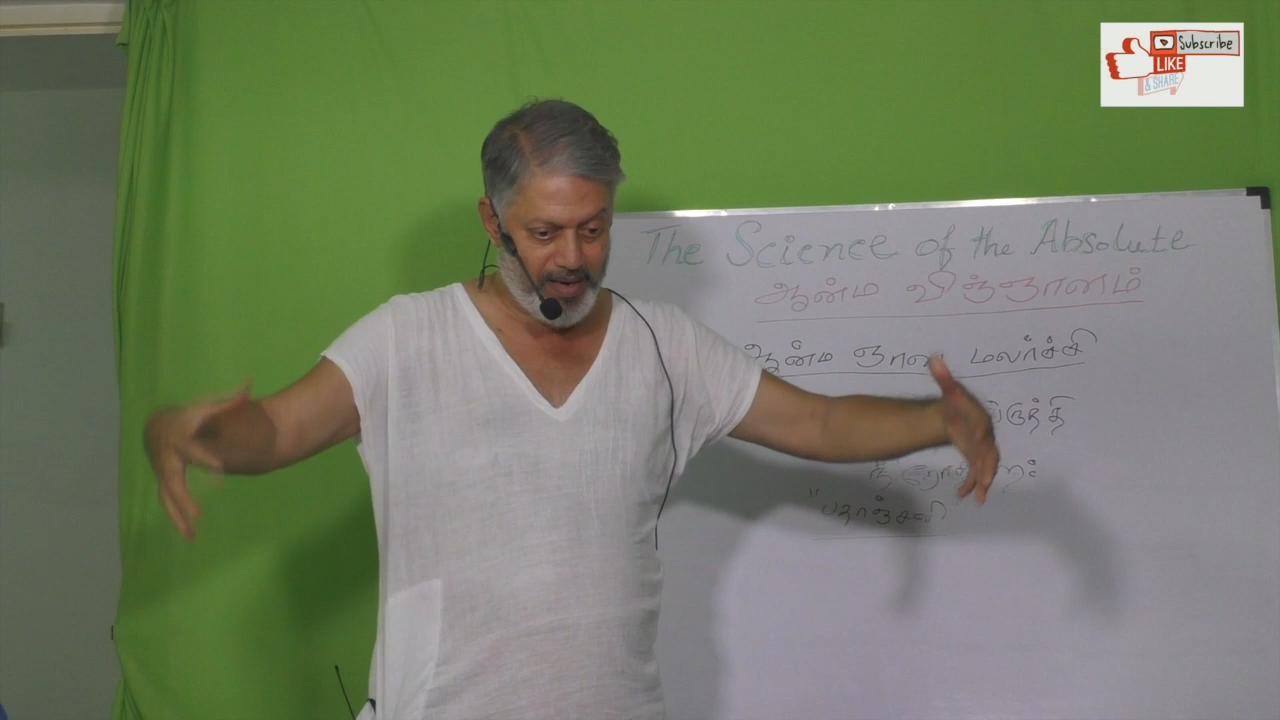 Subscribe
LIKE
& SHARE
The Science of the Absolute
ஆன்ம விஞ்ஞானம்
ஆன்ம ஞான மலர்ச்சி
"பதாஞ்சலி